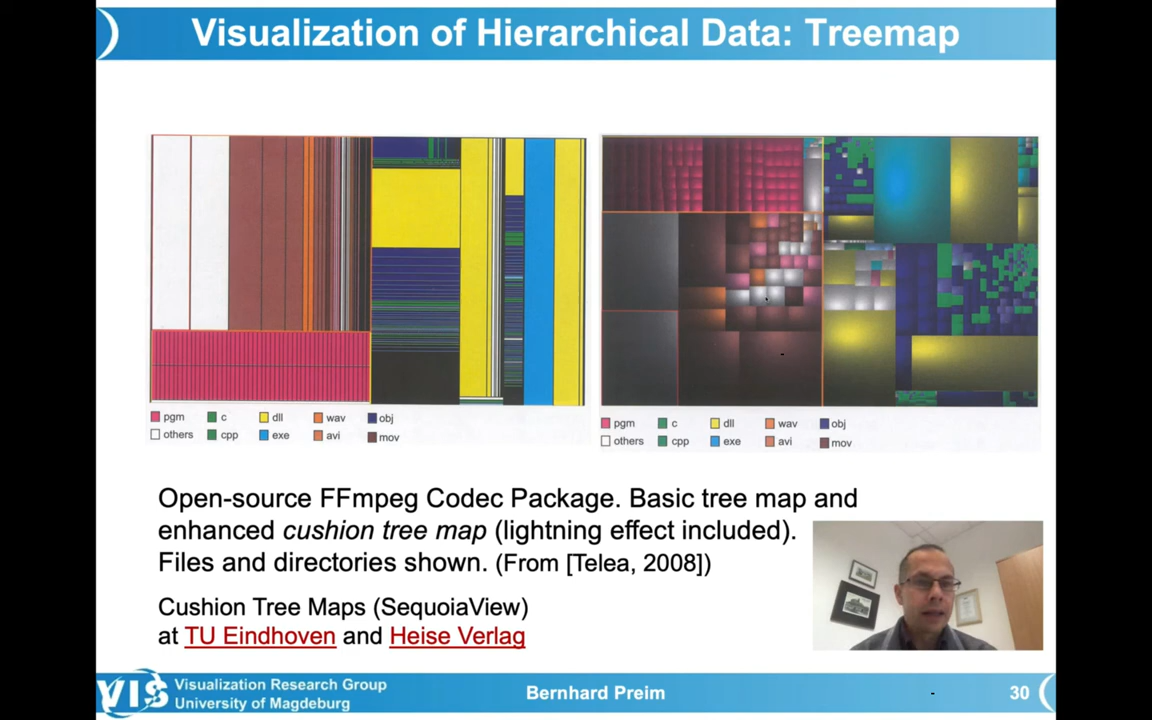 Visualization of Hierarchical Data: Treemap
pgm c dll wav obj
others cpp exe avi mov
pgm c dll wav obj
others cpp exe avi mov
Open-source FFmpeg Codec Package. Basic tree map and
enhanced cushion tree map (lightning effect included).
Files and directories shown. (From [Telea, 2008])
Cushion Tree Maps (SequoiaView)
at TU Eindhoven and Heise Verlag
VIS
Visualization Research Group
University of Magdeburg
Bernhard Preim
30